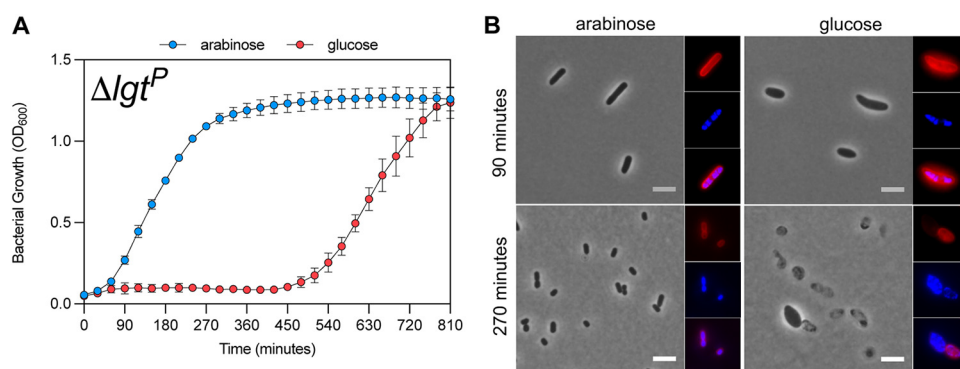 A
arabinose
glucose
ΔlgtP
Bacterial Growth (OD600)
1.5
1.0
0.5
0.0
0
90
180
270
360
450
540
630
720
810
Time (minutes)
B
arabinose
glucose
90 minutes
270 minutes